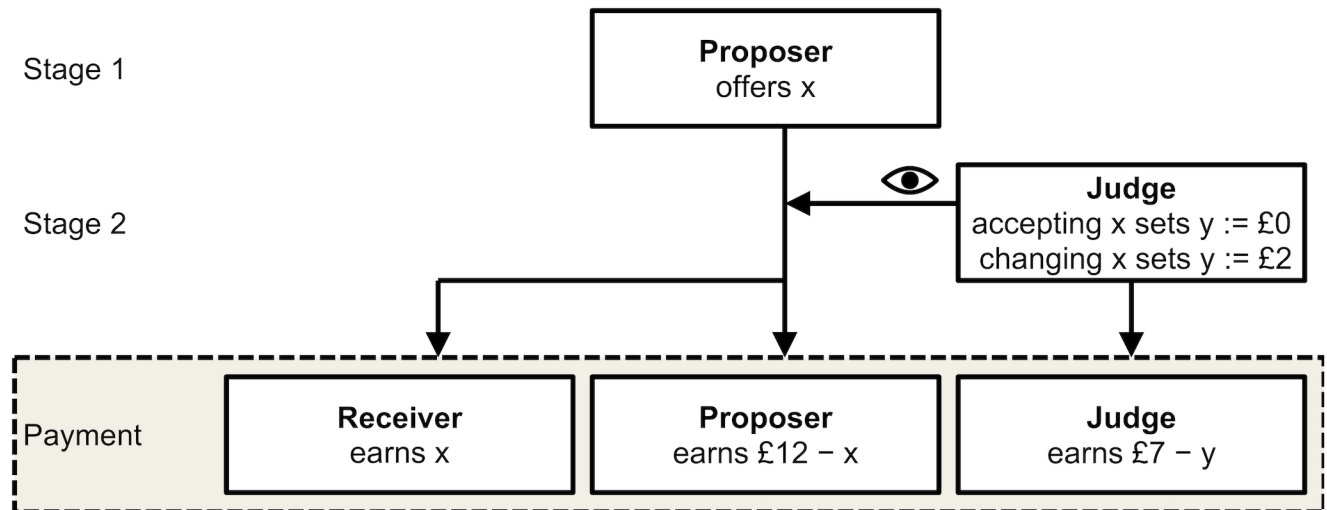 Stage 1
Proposer
offers x
Stage 2
Judge
accepting x sets y := £0
changing x sets y := £2
Payment
Receiver
earns x
Proposer
earns £12 − x
Judge
earns £7 − y